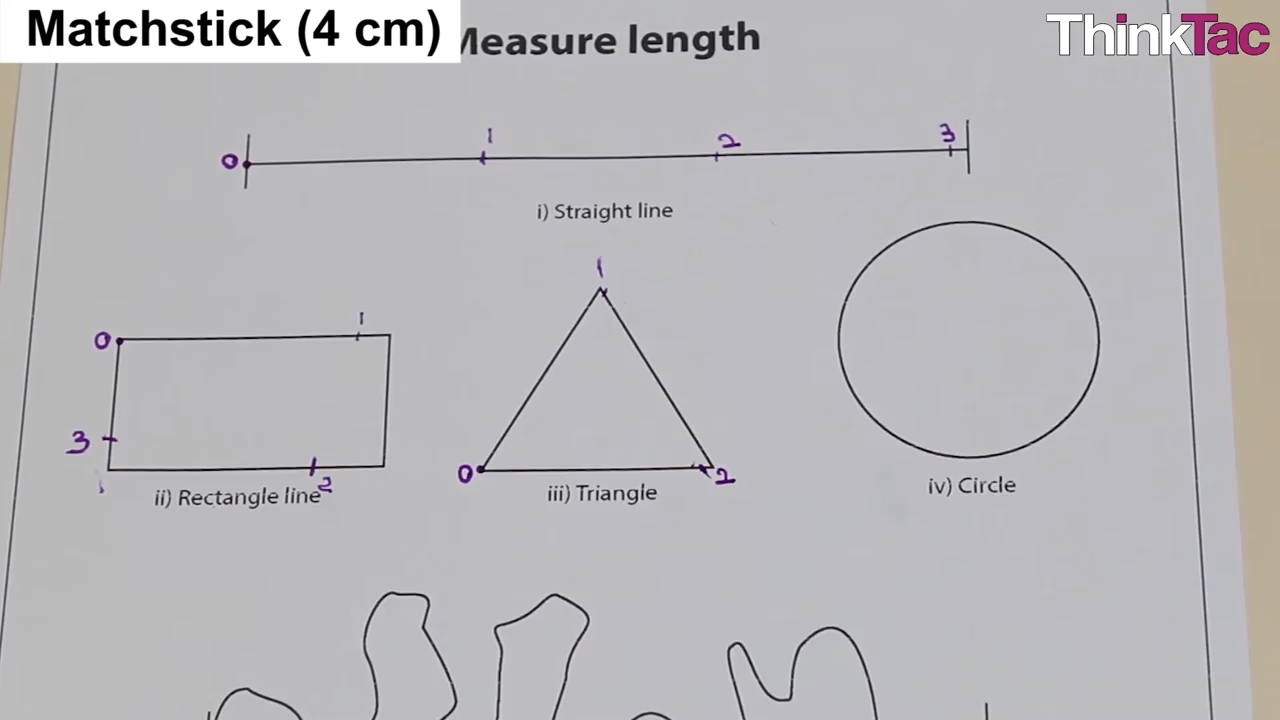 Matchstick (4 cm)
Measure length
ThinkTac
0 1 2 3
i) Straight line
0 1
3
2
ii) Rectangle line
1
0 2
iii) Triangle
iv) Circle